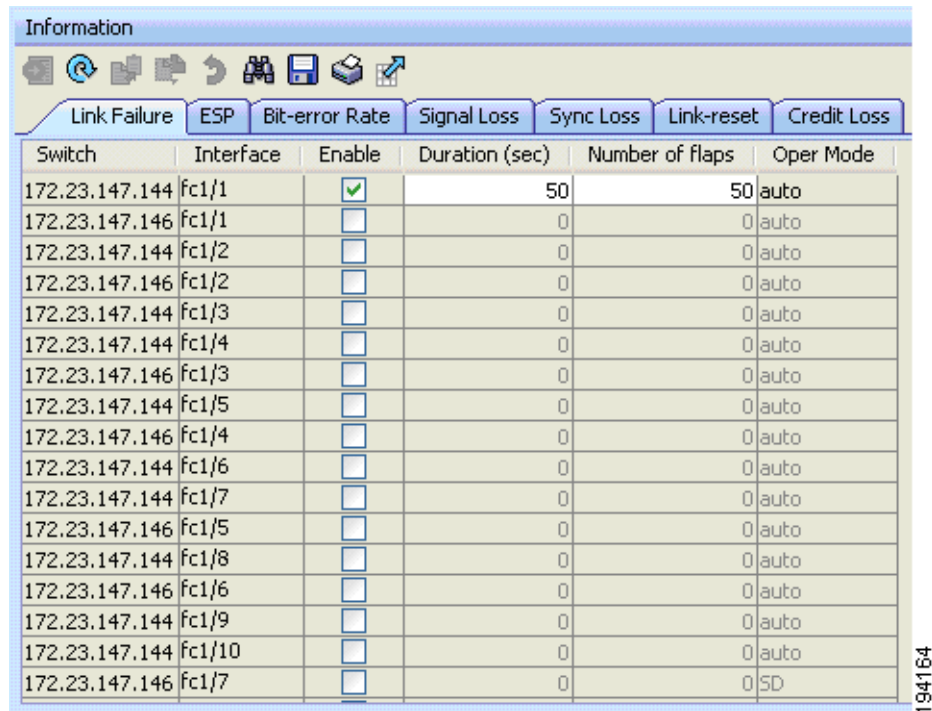 Information
Link Failure ESP Bit-error Rate Signal Loss Sync Loss Link-reset Credit Loss
Switch Interface Enable Duration (sec) Number of flaps Oper Mode
172.23.147.144 fc1/1 50 50 auto
172.23.147.146 fc1/1 0 0 auto
172.23.147.144 fc1/2 0 0 auto
172.23.147.146 fc1/2 0 0 auto
172.23.147.144 fc1/3 0 0 auto
172.23.147.144 fc1/4 0 0 auto
172.23.147.146 fc1/3 0 0 auto
172.23.147.144 fc1/5 0 0 auto
172.23.147.146 fc1/4 0 0 auto
172.23.147.144 fc1/6 0 0 auto
172.23.147.144 fc1/7 0 0 auto
172.23.147.146 fc1/5 0 0 auto
172.23.147.144 fc1/8 0 0 auto
172.23.147.146 fc1/6 0 0 auto
172.23.147.144 fc1/9 0 0 auto
172.23.147.144 fc1/10 0 0 auto
172.23.147.146 fc1/7 0 0 SD
194164